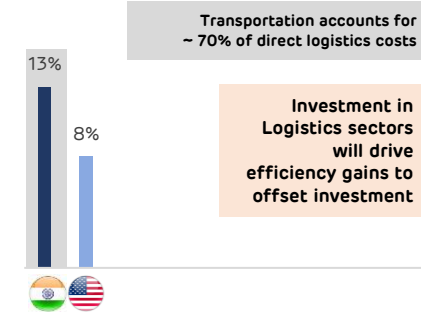 Transportation accounts for
~ 70% of direct logistics costs
13%
8%
Investment in
Logistics sectors
will drive
efficiency gains to
offset investment